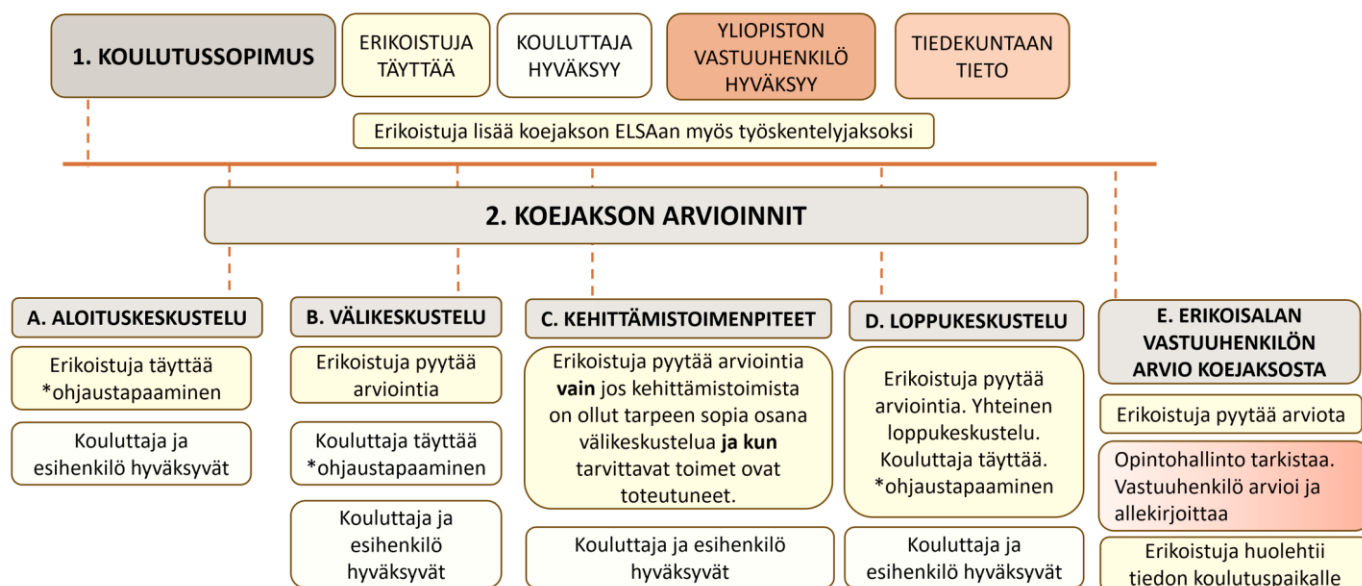 1. KOULUTUSSOPIMUS
ERIKOISTUJA
TÄYTTÄÄ
KOULUTTAJA
HYVÄKSYY
YLIOPISTON
VASTUUHENKILÖ
HYVÄKSYY
TIEDEKUNTAAN
TIETO
Erikoistuja lisää koejakson ELSAan myös työskentelyjaksoksi
2. KOEJAKSON ARVIOINNIT
A. ALOITUSKESKUSTELU
Erikoistuja täyttää
*ohjaustapaaminen
Kouluttaja ja
esihenkilö hyväksyvät
B. VÄLIKESKUSTELU
Erikoistuja pyytää
arviointia
Kouluttaja täyttää
*ohjaustapaaminen
Kouluttaja ja
esihenkilö
hyväksyvät
C. KEHITTÄMISTOIMENPITEET
Erikoistuja pyytää arviointia
vain jos kehittämistoimista
on ollut tarpeen sopia osana
välikeskustelua ja kun
tarvittavat toimet ovat
toteutuneet.
Kouluttaja ja esihenkilö
hyväksyvät
D. LOPPUKESKUSTELU
Erikoistuja pyytää
arviointia. Yhteinen
loppukeskustelu.
Kouluttaja täyttää.
*ohjaustapaaminen
Kouluttaja ja
esihenkilö hyväksyvät
E. ERIKOISALAN
VASTUUHENKILÖN
ARVIO KOEJAKSOSTA
Erikoistuja pyytää arviota
Opintohallinto tarkistaa.
Vastuuhenkilö arvioi ja
allekirjoittaa
Erikoistuja huolehtii
tiedon koulutuspaikalle